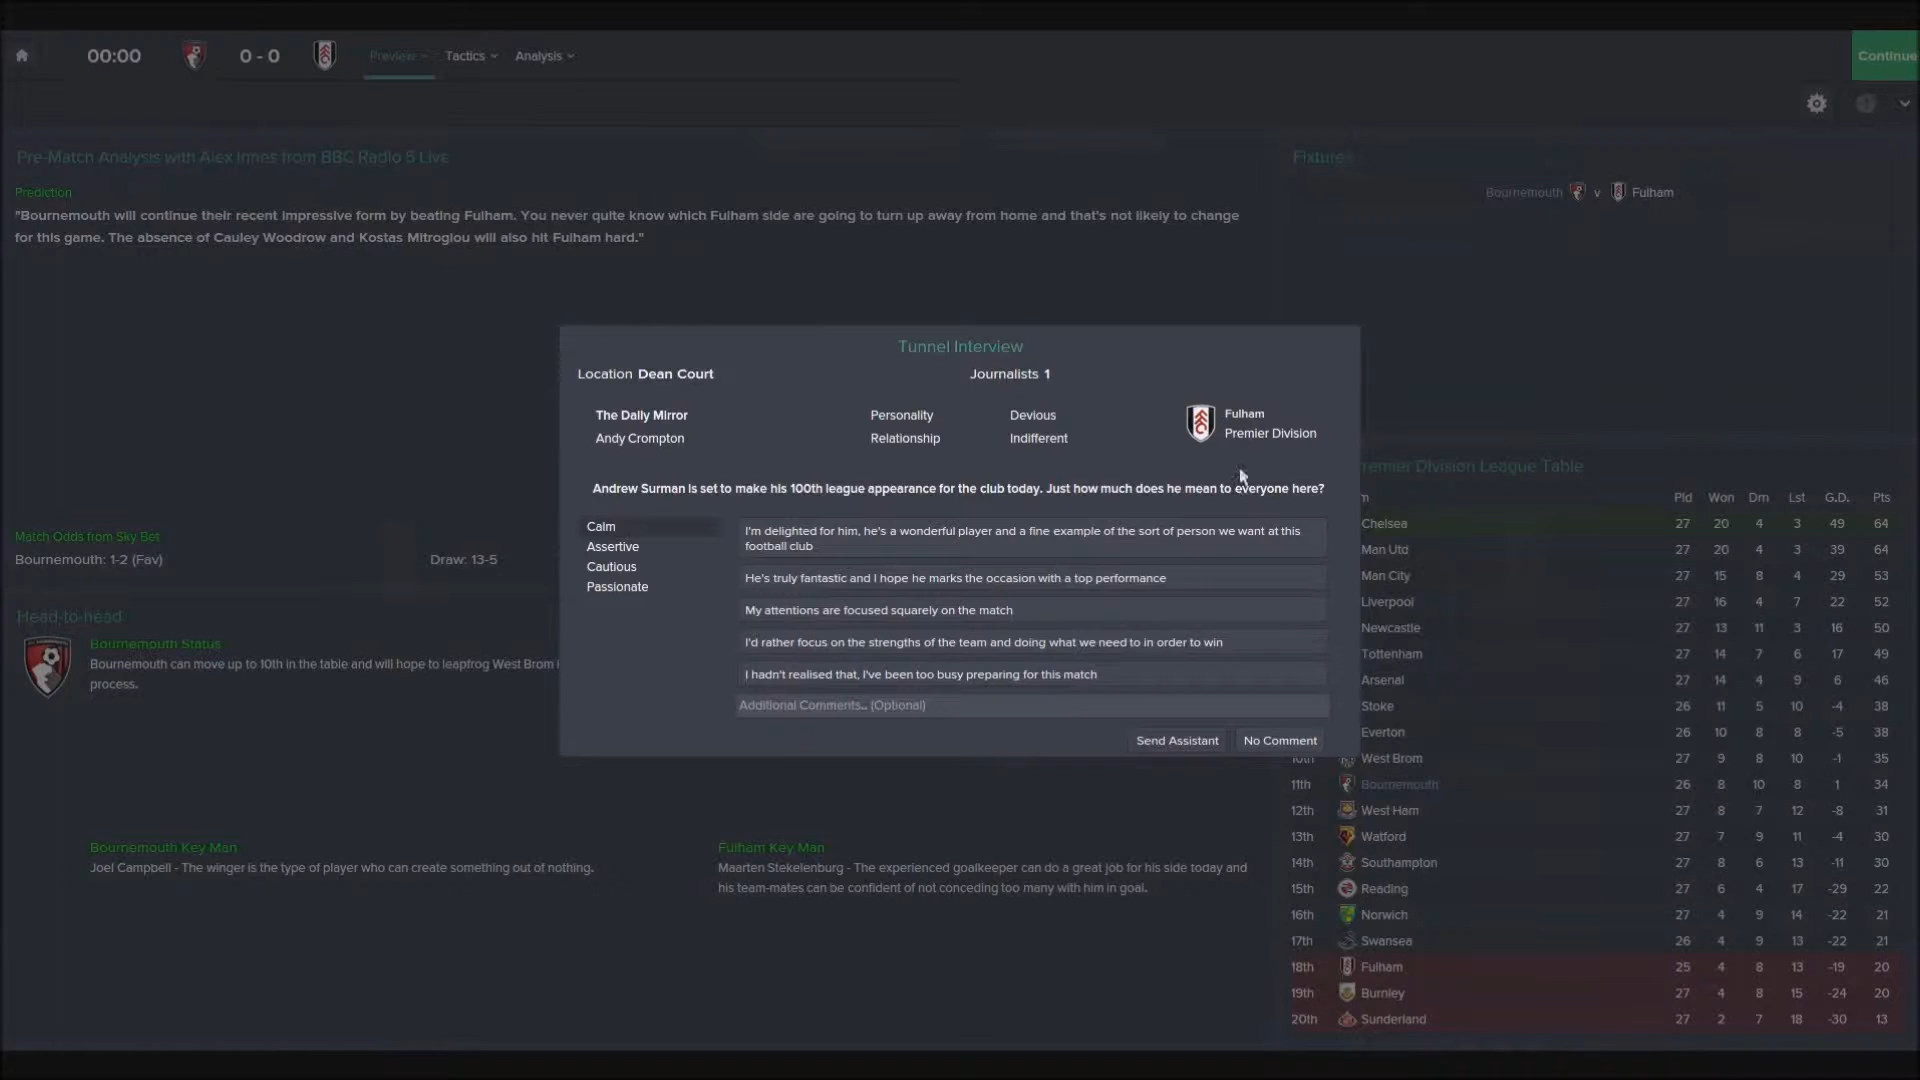 00:00
0 - 0
Preview
Tactics
Analysis
Continue
Pre-Match Analysis with Alex Innes from BBC Radio 5 Live
Prediction
"Bournemouth will continue their recent impressive form by beating Fulham. You never quite know which Fulham side are going to turn up away from home and that's not likely to change
for this game. The absence of Cauley Woodrow and Kostas Mitroglou will also hit Fulham hard."
Fixture
Bournemouth v Fulham
Tunnel Interview
Location Dean Court
Journalists 1
The Daily Mirror
Personality
Devious
Fulham
Andy Crompton
Relationship
Indifferent
Premier Division
Andrew Surman is set to make his 100th league appearance for the club today. Just how much does he mean to everyone here?
Calm
Assertive
Cautious
Passionate
I'm delighted for him, he's a wonderful player and a fine example of the sort of person we want at this
football club
He's truly fantastic and I hope he marks the occasion with a top performance
My attentions are focused squarely on the match
I'd rather focus on the strengths of the team and doing what we need to in order to win
I hadn't realised that, I've been too busy preparing for this match
Additional Comments.. (Optional)
Send Assistant
No Comment
Match Odds from Sky Bet
Bournemouth: 1-2 (Fav)
Draw: 13-5
Head-to-head
Bournemouth Status
Bournemouth can move up to 10th in the table and will hope to leapfrog West Brom i
process.
Bournemouth Key Man
Joel Campbell - The winger is the type of player who can create something out of nothing.
Fulham Key Man
Maarten Stekelenburg - The experienced goalkeeper can do a great job for his side today and
his team-mates can be confident of not conceding too many with him in goal.
remier Division League Table
m Pld Won Drn Lst G.D. Pts
Chelsea 27 20 4 3 49 64
Man Utd 27 20 4 3 39 64
Man City 27 15 8 4 29 53
Liverpool 27 16 4 7 22 52
Newcastle 27 13 11 3 16 50
Tottenham 27 14 7 6 17 49
Arsenal 27 14 4 9 6 46
Stoke 26 11 5 10 -4 38
Everton 26 10 8 8 -5 38
10th West Brom 27 9 8 10 -1 35
11th Bournemouth 26 8 10 8 1 34
12th West Ham 27 8 7 12 -8 31
13th Watford 27 7 9 11 -4 30
14th Southampton 27 8 6 13 -11 30
15th Reading 27 6 4 17 -29 22
16th Norwich 27 4 9 14 -22 21
17th Swansea 26 4 9 13 -22 21
18th Fulham 25 4 8 13 -19 20
19th Burnley 27 4 8 15 -24 20
20th Sunderland 27 2 7 18 -30 13